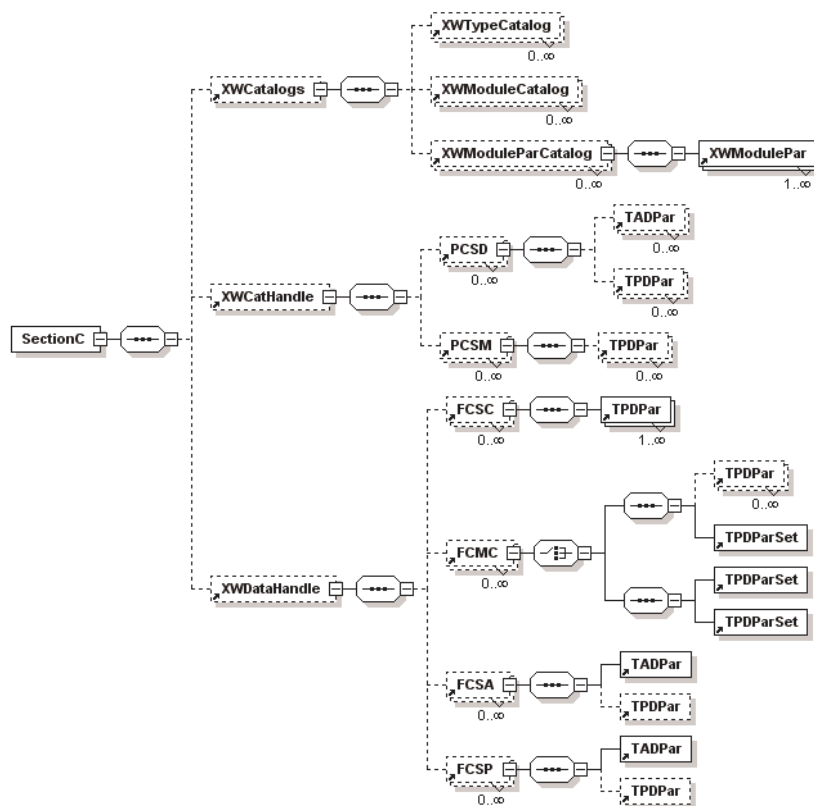 XWTypeCatalog
0..∞
XWCatalogs
XWModuleCatalog
0..∞
XWModuleParCatalog
XWModulePar
0..∞
1..∞
TADPar
0..∞
PCSD
0..∞
TPDPar
0..∞
XWCatHandle
SectionC
PCSM
TPDPar
0..∞
0..∞
FCSC
TPDPar
0..∞
1..∞
TPDPar
0..∞
TPDParSet
FCMC
0..∞
TPDParSet
XWDataHandle
TPDParSet
TADPar
FCSA
0..∞
TPDPar
TADPar
FCSP
0..∞
TPDPar